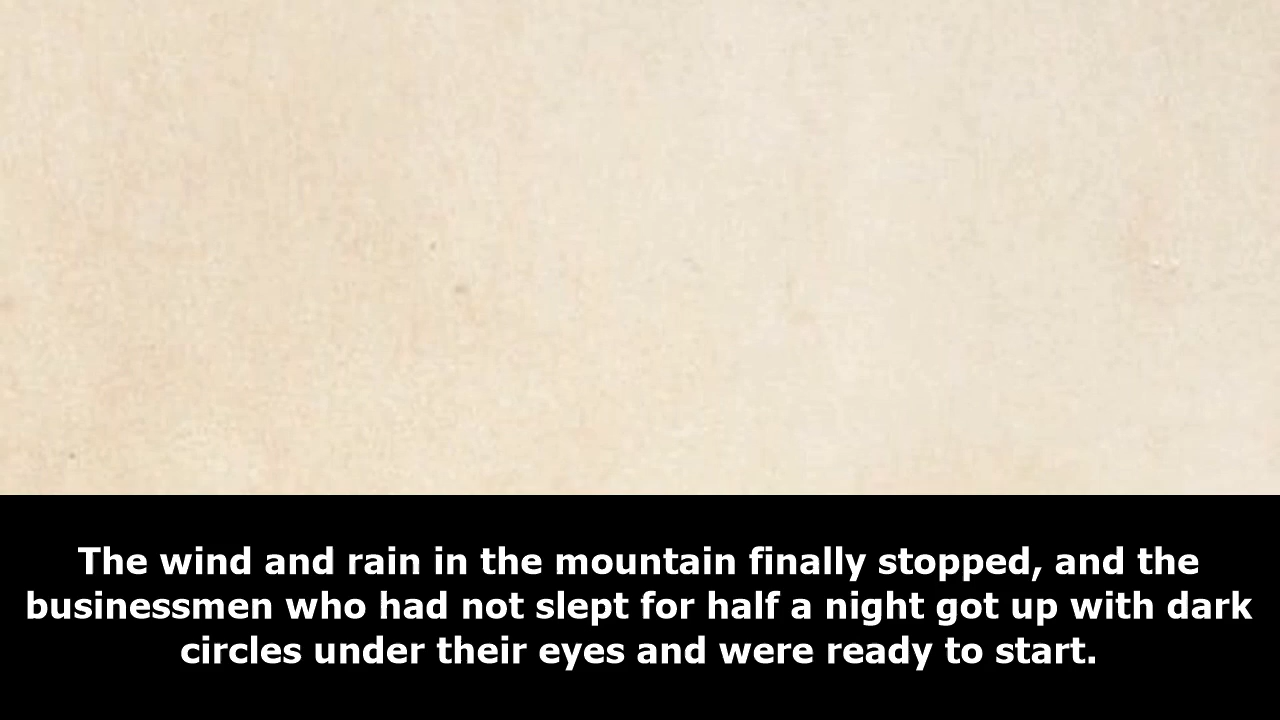 The wind and rain in the mountain finally stopped, and the
businessmen who had not slept for half a night got up with dark
circles under their eyes and were ready to start.